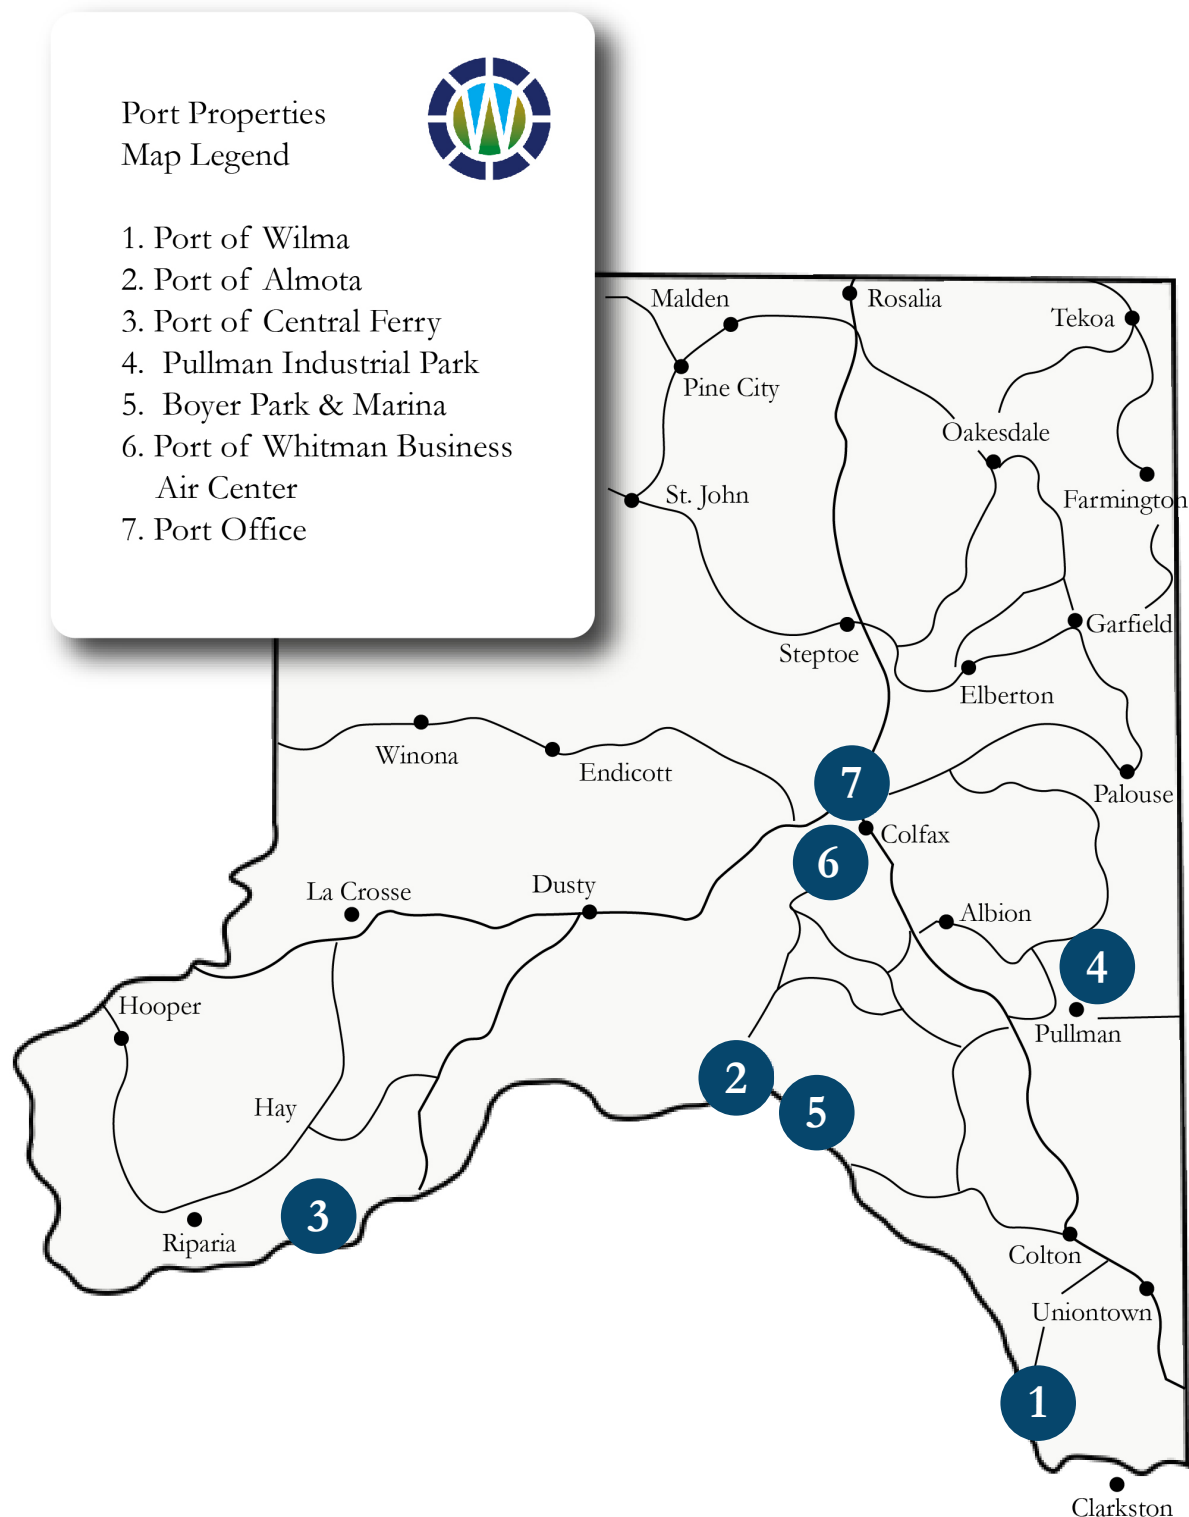 Port Properties
Map Legend
W
1. Port of Wilma
2. Port of Almota
3. Port of Central Ferry
4. Pullman Industrial Park
5. Boyer Park & Marina
6. Port of Whitman Business
Air Center
7. Port Office
Malden
Rosalia
Tekoa
Pine City
Oakesdale
St. John
Farmington
Garfield
Steptoe
Elberton
Winona
Endicott
7
Palouse
Colfax
6
La Crosse
Dusty
Albion
4
Hooper
Pullman
2
Hay
5
3
Riparia
Colton
Uniontown
1
Clarkston